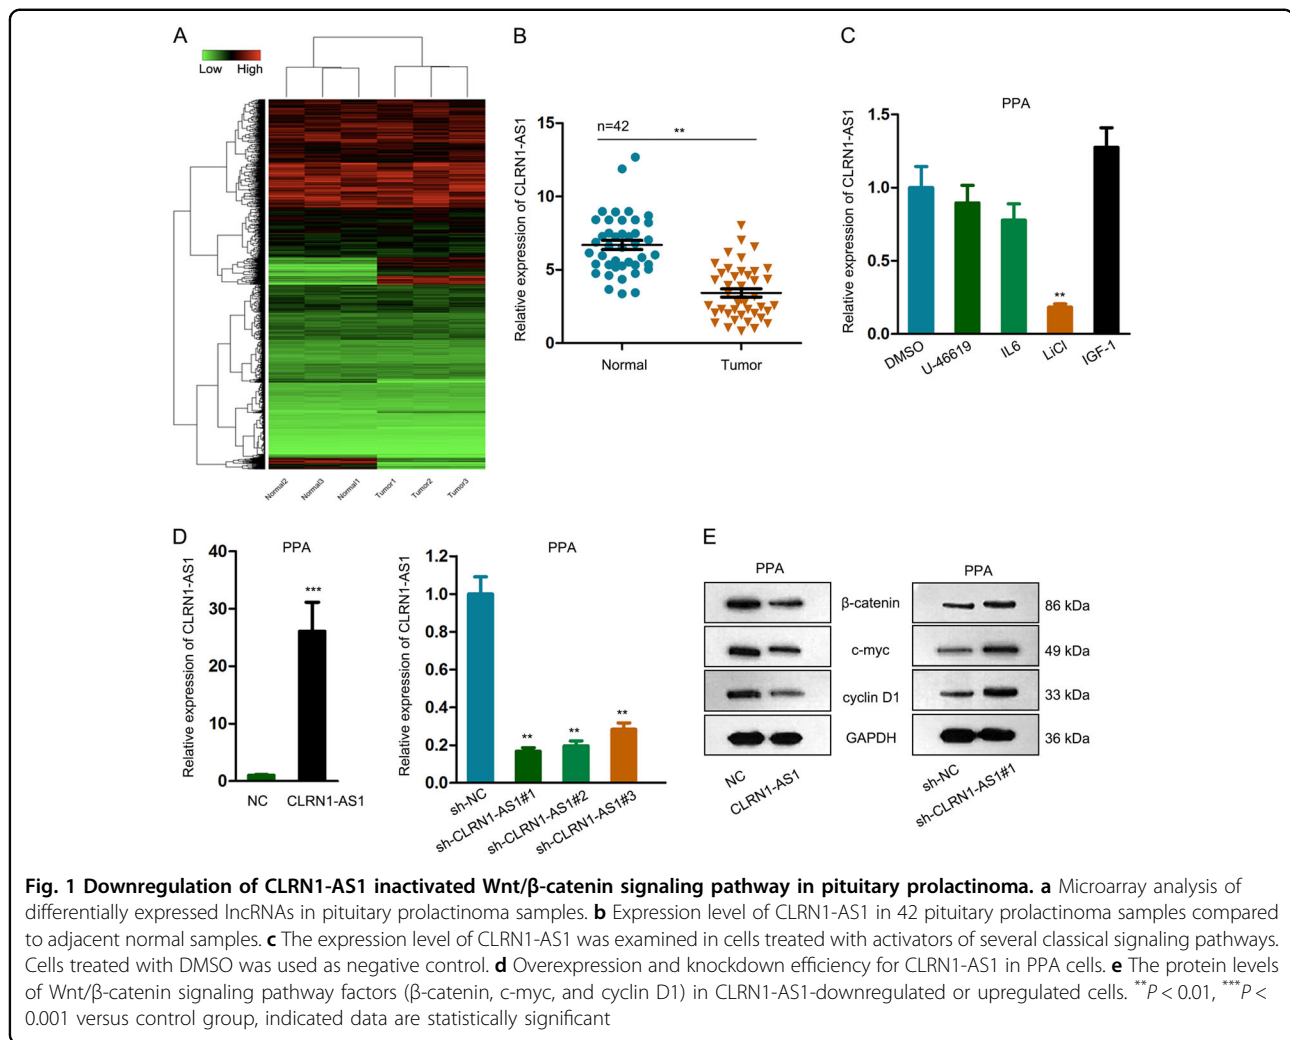 A
Low High
Normal2
Normal3
Normal1
Tumor1
Tumor2
Tumor3
B
Relative expression of CLRN1-AS1
15
10
5
0
n=42
**
Normal
Tumor
C
PPA
Relative expression of CLRN1-AS1
1.5
1.0
0.5
0.0
**
DMSO
U-46619
IL6
LiCl
IGF-1
D
PPA
Relative expression of CLRN1-AS1
40
30
20
10
0
***
NC
CLRN1-AS1
PPA
Relative expression of CLRN1-AS1
1.2
1.0
0.8
0.6
0.4
0.2
0.0
**
**
**
sh-NC
sh-CLRN1-AS1#1
sh-CLRN1-AS1#2
sh-CLRN1-AS1#3
E
PPA
PPA
β-catenin
86 kDa
c-myc
49 kDa
cyclin D1
33 kDa
GAPDH
36 kDa
NC
CLRN1-AS1
sh-NC
sh-CLRN1-AS1#1
Fig. 1 Downregulation of CLRN1-AS1 inactivated Wnt/β-catenin signaling pathway in pituitary prolactinoma. a Microarray analysis of
differentially expressed lncRNAs in pituitary prolactinoma samples. b Expression level of CLRN1-AS1 in 42 pituitary prolactinoma samples compared
to adjacent normal samples. c The expression level of CLRN1-AS1 was examined in cells treated with activators of several classical signaling pathways.
Cells treated with DMSO was used as negative control. d Overexpression and knockdown efficiency for CLRN1-AS1 in PPA cells. e The protein levels
of Wnt/β-catenin signaling pathway factors (β-catenin, c-myc, and cyclin D1) in CLRN1-AS1-downregulated or upregulated cells. **P < 0.01, ***P <
0.001 versus control group, indicated data are statistically significant